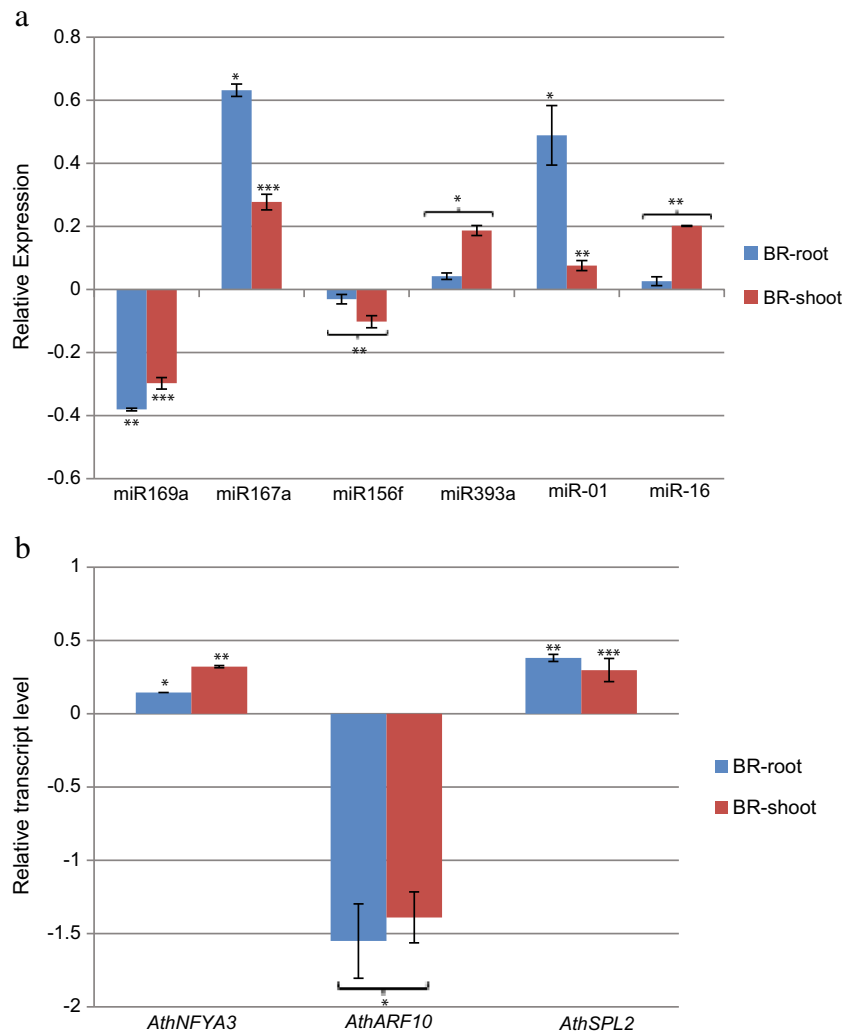 a
0.8
0.6
0.4
0.2
0
-0.2
-0.4
-0.6
Relative Expression
*
***
*
*
**
**
**
***
**
miR169a miR167a miR156f miR393a miR-01 miR-16
BR-root
BR-shoot
b
1
0.5
0
-0.5
-1
-1.5
-2
Relative transcript level
*
**
**
***
*
AthNFYA3 AthARF10 AthSPL2
BR-root
BR-shoot